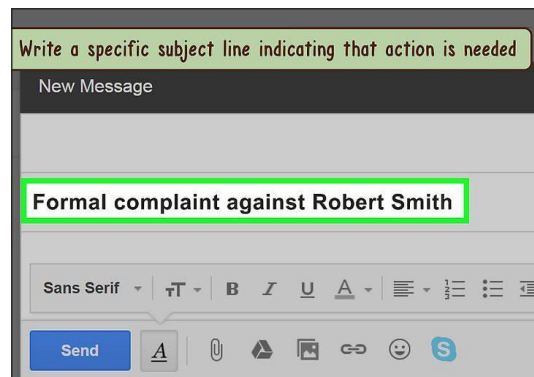 Write a specific subject line indicating that action is needed
New Message
Formal complaint against Robert Smith
Sans Serif
TT B I U A
Send A S